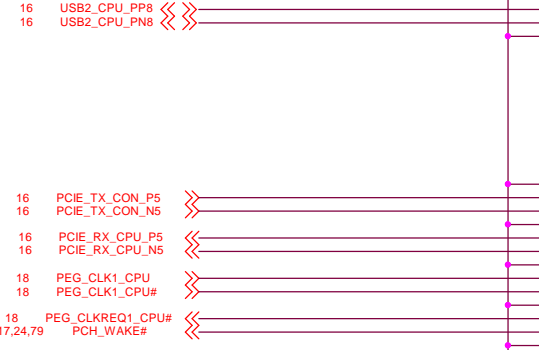 16 USB2_CPU_PP8
16 USB2_CPU_PN8
16 PCIE_TX_CON_P5
16 PCIE_TX_CON_N5
16 PCIE_RX_CPU_P5
16 PCIE_RX_CPU_N5
18 PEG_CLK1_CPU
18 PEG_CLK1_CPU#
18 PEG_CLKREQ1_CPU#
17,24,79 PCH_WAKE#